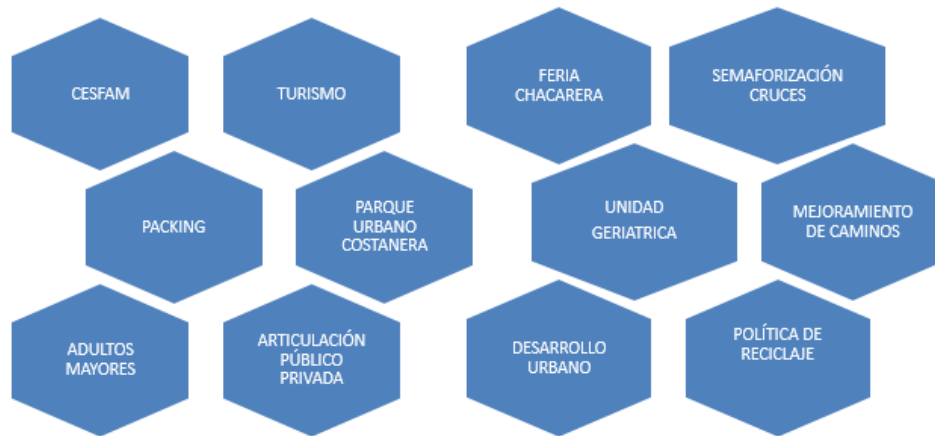 CESFAM
TURISMO
FERIA
CHACARERA
SEMAFORIZACIÓN
CRUCES
PACKING
PARQUE
URBANO
COSTANERA
UNIDAD
GERIATRICA
MEJORAMIENTO
DE CAMINOS
ADULTOS
MAYORES
ARTICULACIÓN
PÚBLICO
PRIVADA
DESARROLLO
URBANO
POLÍTICA DE
RECICLAJE